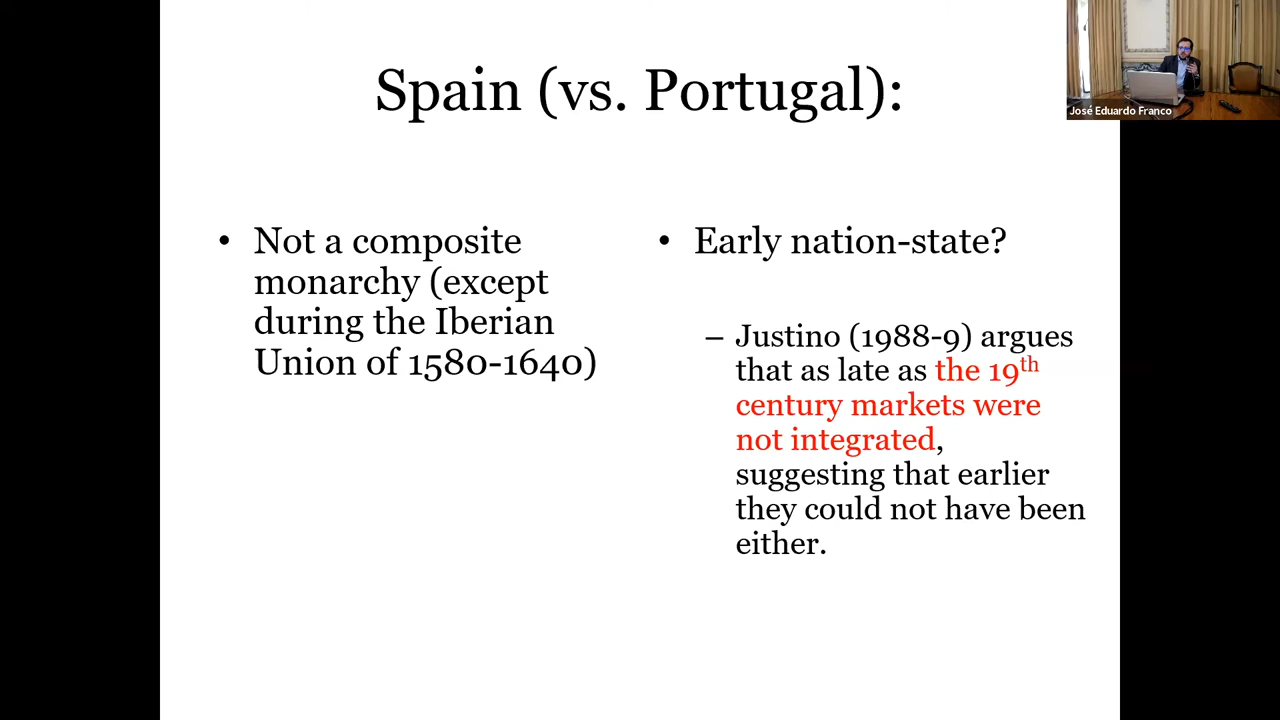 Spain (vs. Portugal):
José Eduardo Franco
• Not a composite
monarchy (except
during the Iberian
Union of 1580-1640)
• Early nation-state?
– Justino (1988-9) argues
that as late as the 19th
century markets were
not integrated,
suggesting that earlier
they could not have been
either.